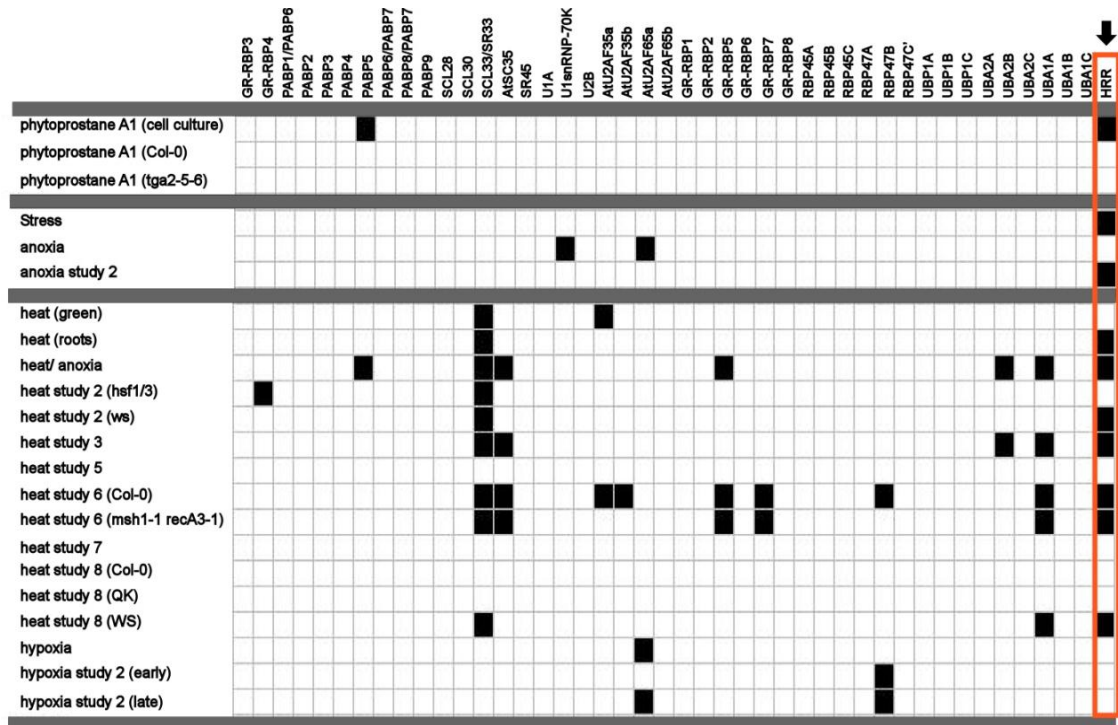 GR-RBP3
GR-RBP4
PABP1/PABP6
PABP2
PABP3
PABP4
PABP5
PABP6/PABP7
PABP8/PABP7
PABP9
SCL28
SCL30
SCL33/SR33
AtSC35
SR45
U1A
U1snRNP-70K
U2B
AtU2AF35a
AtU2AF35b
AtU2AF65a
AtU2AF65b
GR-RBP1
GR-RBP2
GR-RBP5
GR-RBP6
GR-RBP7
GR-RBP8
RBP45A
RBP45B
RBP45C
RBP47A
RBP47B
RBP47C'
UBP1A
UBP1B
UBP1C
UBA2A
UBA2B
UBA2C
UBA1A
UBA1B
UBA1C
HRR
phytoprostane A1 (cell culture)
phytoprostane A1 (Col-0)
phytoprostane A1 (tga2-5-6)
Stress
anoxia
anoxia study 2
heat (green)
heat (roots)
heat/ anoxia
heat study 2 (hsf1/3)
heat study 2 (ws)
heat study 3
heat study 5
heat study 6 (Col-0)
heat study 6 (msh1-1 recA3-1)
heat study 7
heat study 8 (Col-0)
heat study 8 (QK)
heat study 8 (WS)
hypoxia
hypoxia study 2 (early)
hypoxia study 2 (late)